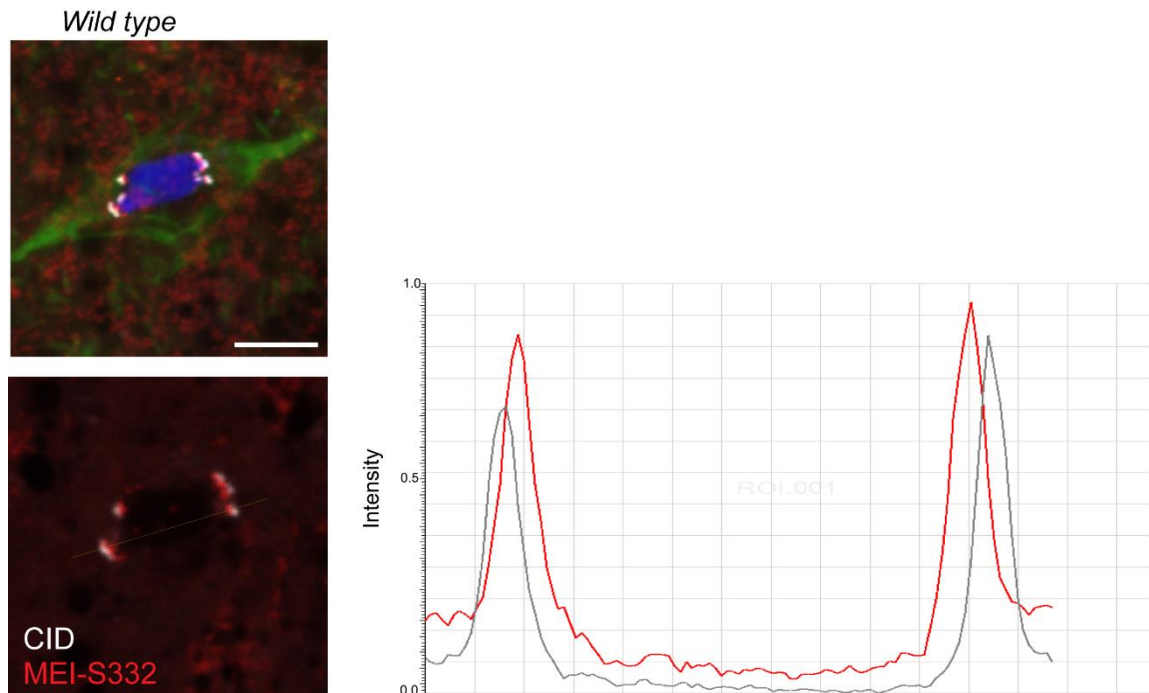 Wild type
CID
MEI-S332
1.0
0.5
0.0
Intensity
ROI.001